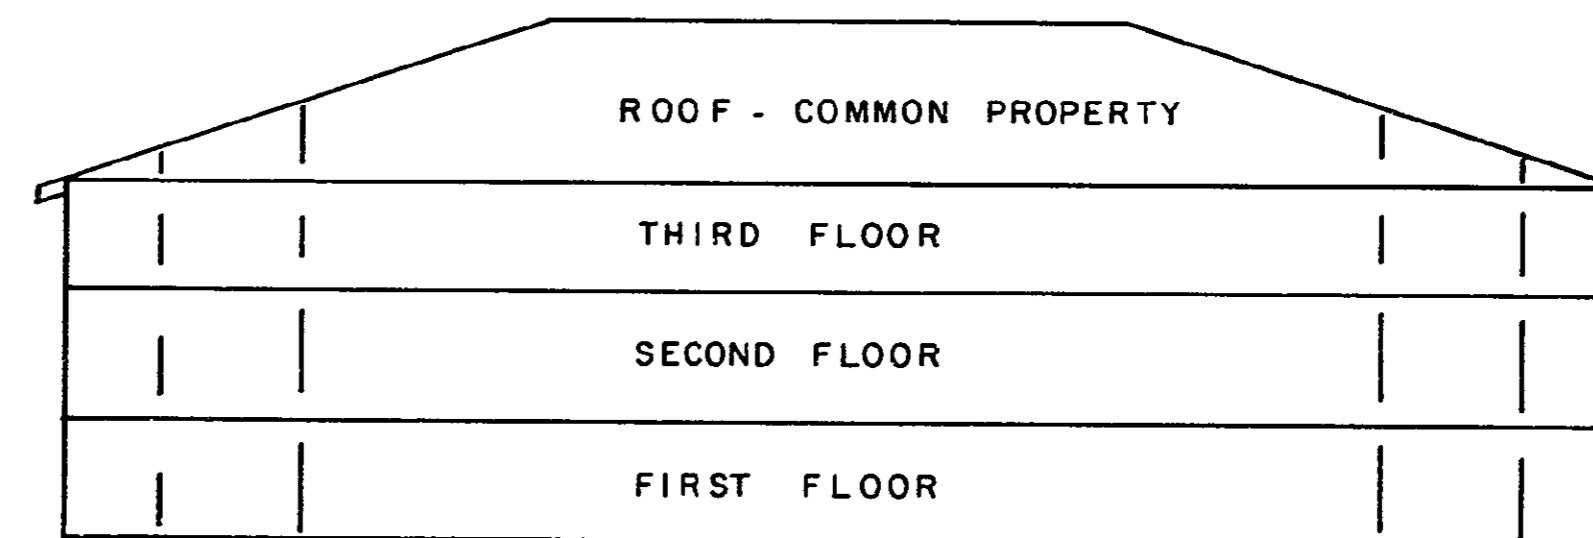 ROOF - COMMON PROPERTY
THIRD FLOOR
SECOND FLOOR
FIRST FLOOR